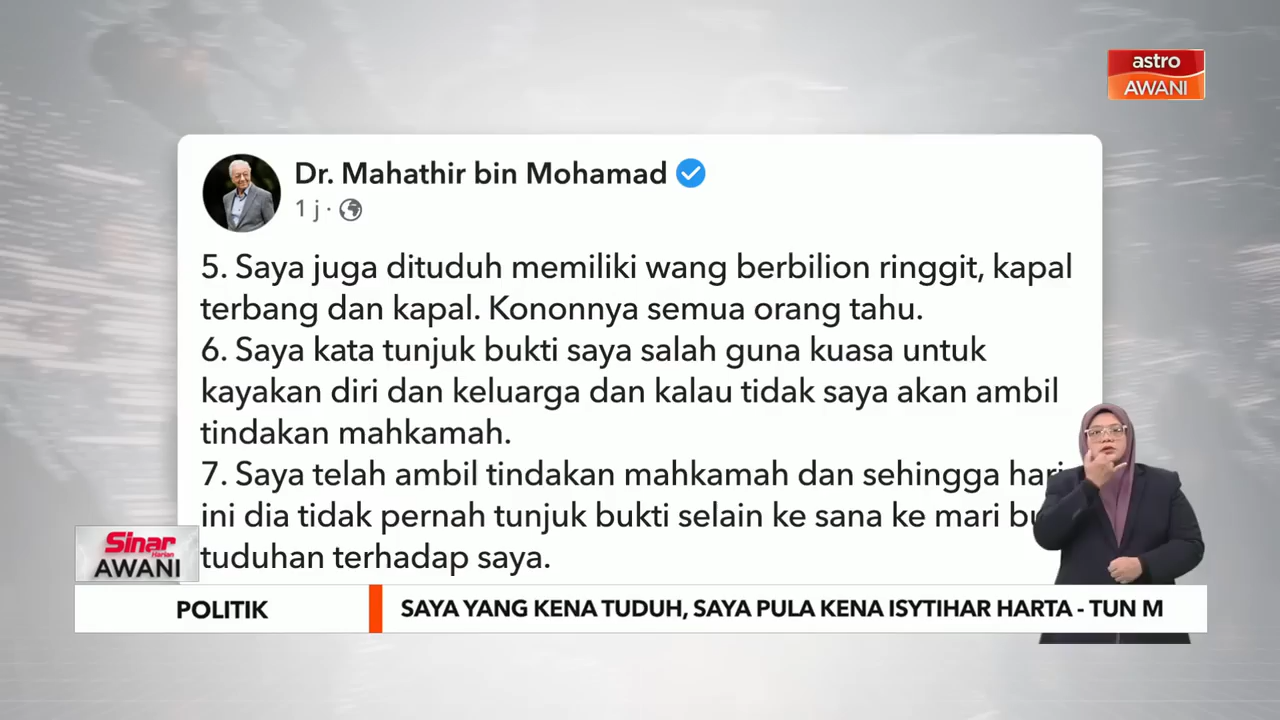 astro
AWANI
Dr. Mahathir bin Mohamad
1 j ·
5. Saya juga dituduh memiliki wang berbilion ringgit, kapal
terbang dan kapal. Kononnya semua orang tahu.
6. Saya kata tunjuk bukti saya salah guna kuasa untuk
kayakan diri dan keluarga dan kalau tidak saya akan ambil
tindakan mahkamah.
7. Saya telah ambil tindakan mahkamah dan sehingga hari
ini dia tidak pernah tunjuk bukti selain ke sana ke mari
tuduhan terhadap saya.
Sinar
Harian
AWANI
POLITIK
SAYA YANG KENA TUDUH, SAYA PULA KENA ISYTIHAR HARTA - TUN M